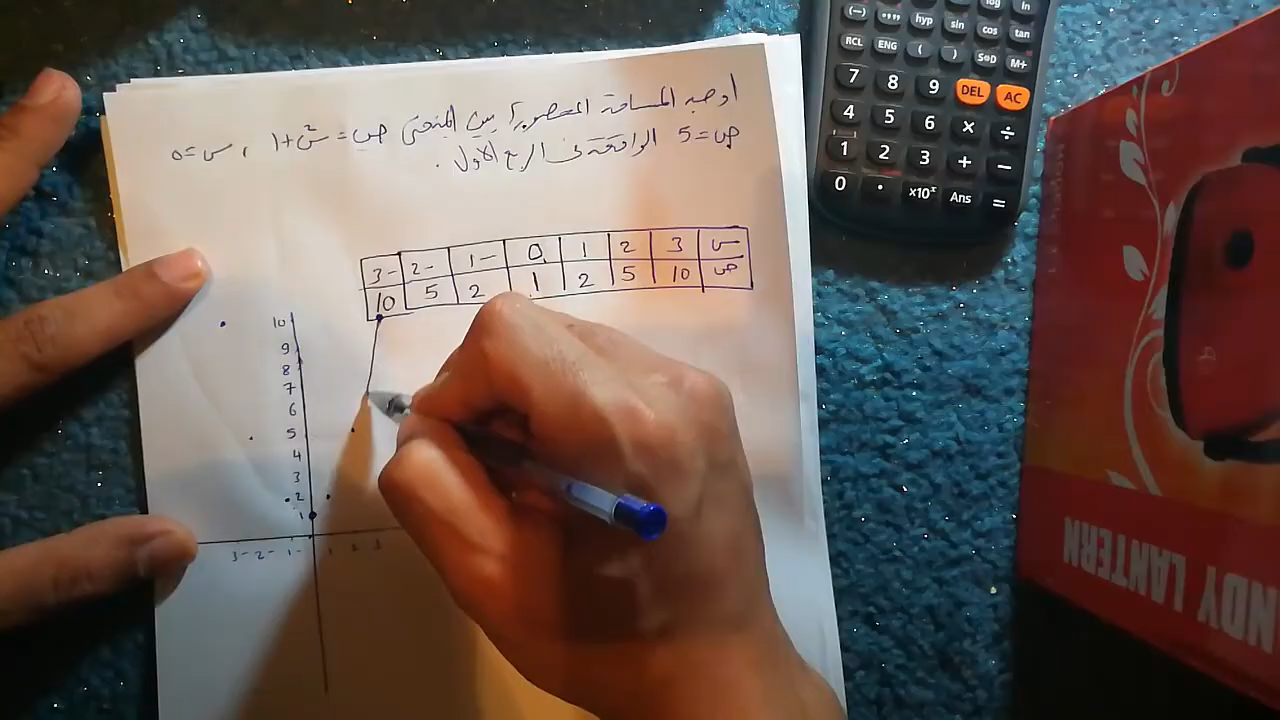 اوجد المساحة المحصورة بين المنحنى ص = س² + 1 ، س = 0
ص = 5 الواقعة في الربع الاول .
س 3 2 1 0 1- 2- 3-
ص 10 5 2 1 2 5 10
10
9
8
7
6
5
4
3
2
1
3- 2- 1- 1 2 3
ln
(−) hyp sin cos tan
RCL ENG ( ) S⇔D M+
7 8 9 DEL AC
4 5 6 × ÷
1 2 3 + −
0 . ×10ˣ Ans =
NDY LANTERN